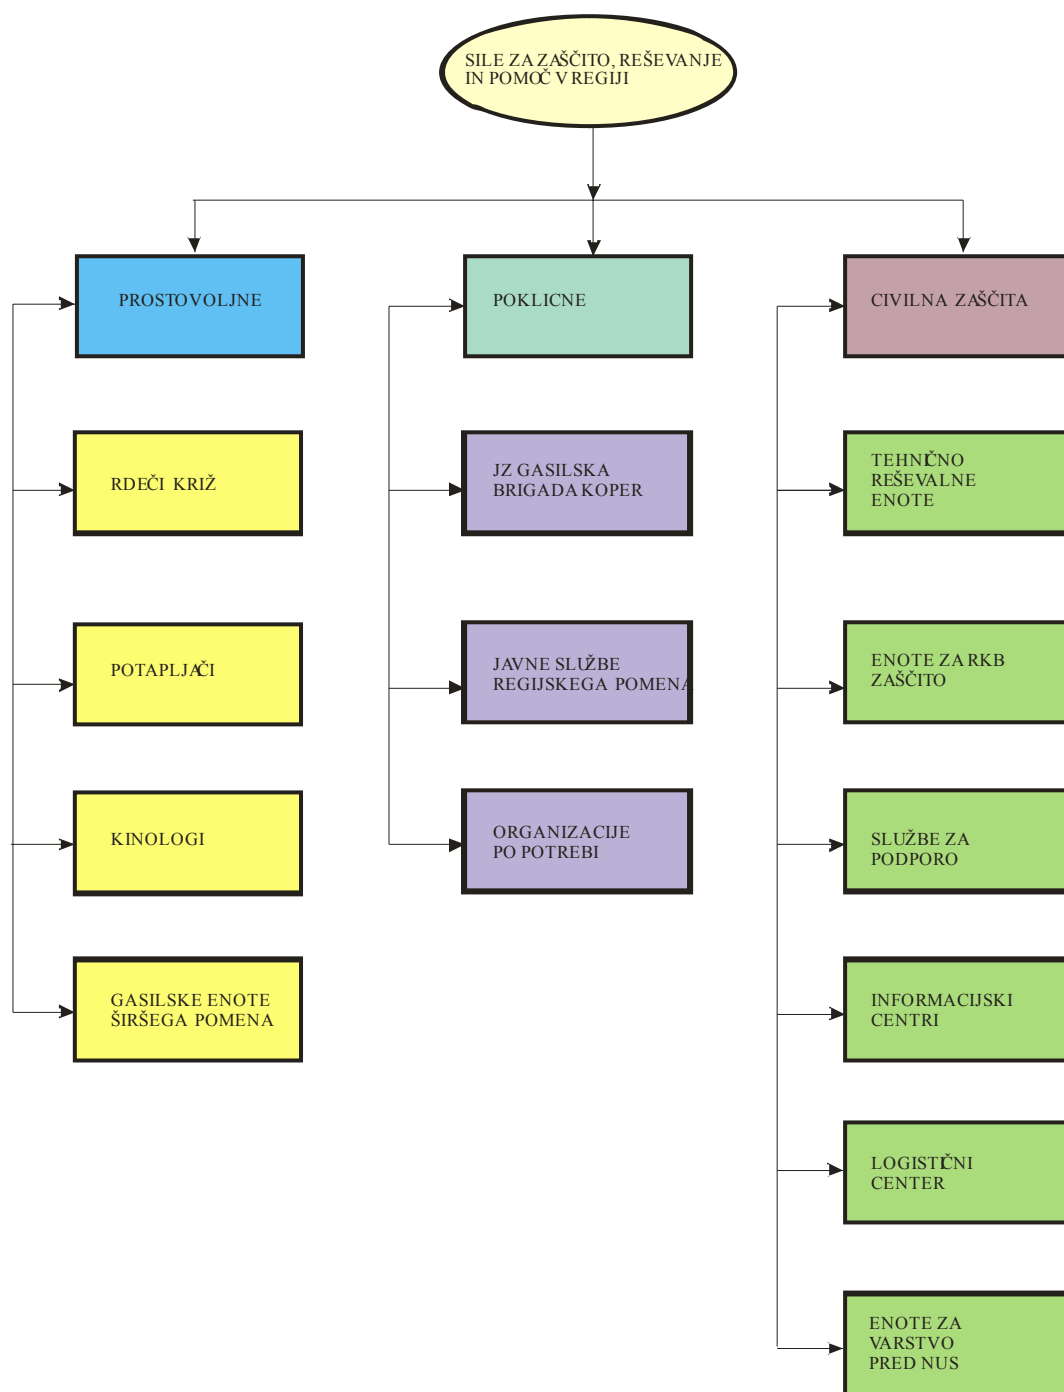 SILE ZA ZAŠČITO, REŠEVANJE
IN POMOČ V REGIJI
PROSTOVOLJNE
RDEČI KRIŽ
POTAPLJAČI
KINOLOGI
GASILSKE ENOTE
ŠIRŠEGA POMENA
POKLICNE
JZ GASILSKA
BRIGADA KOPER
JAVNE SLUŽBE
REGIJSKEGA POMENA
ORGANIZACIJE
PO POTREBI
CIVILNA ZAŠČITA
TEHNIČNO
REŠEVALNE
ENOTE
ENOTE ZA RKB
ZAŠČITO
SLUŽBE ZA
PODPORO
INFORMACIJSKI
CENTRI
LOGISTIČNI
CENTER
ENOTE ZA
VARSTVO
PRED NUS